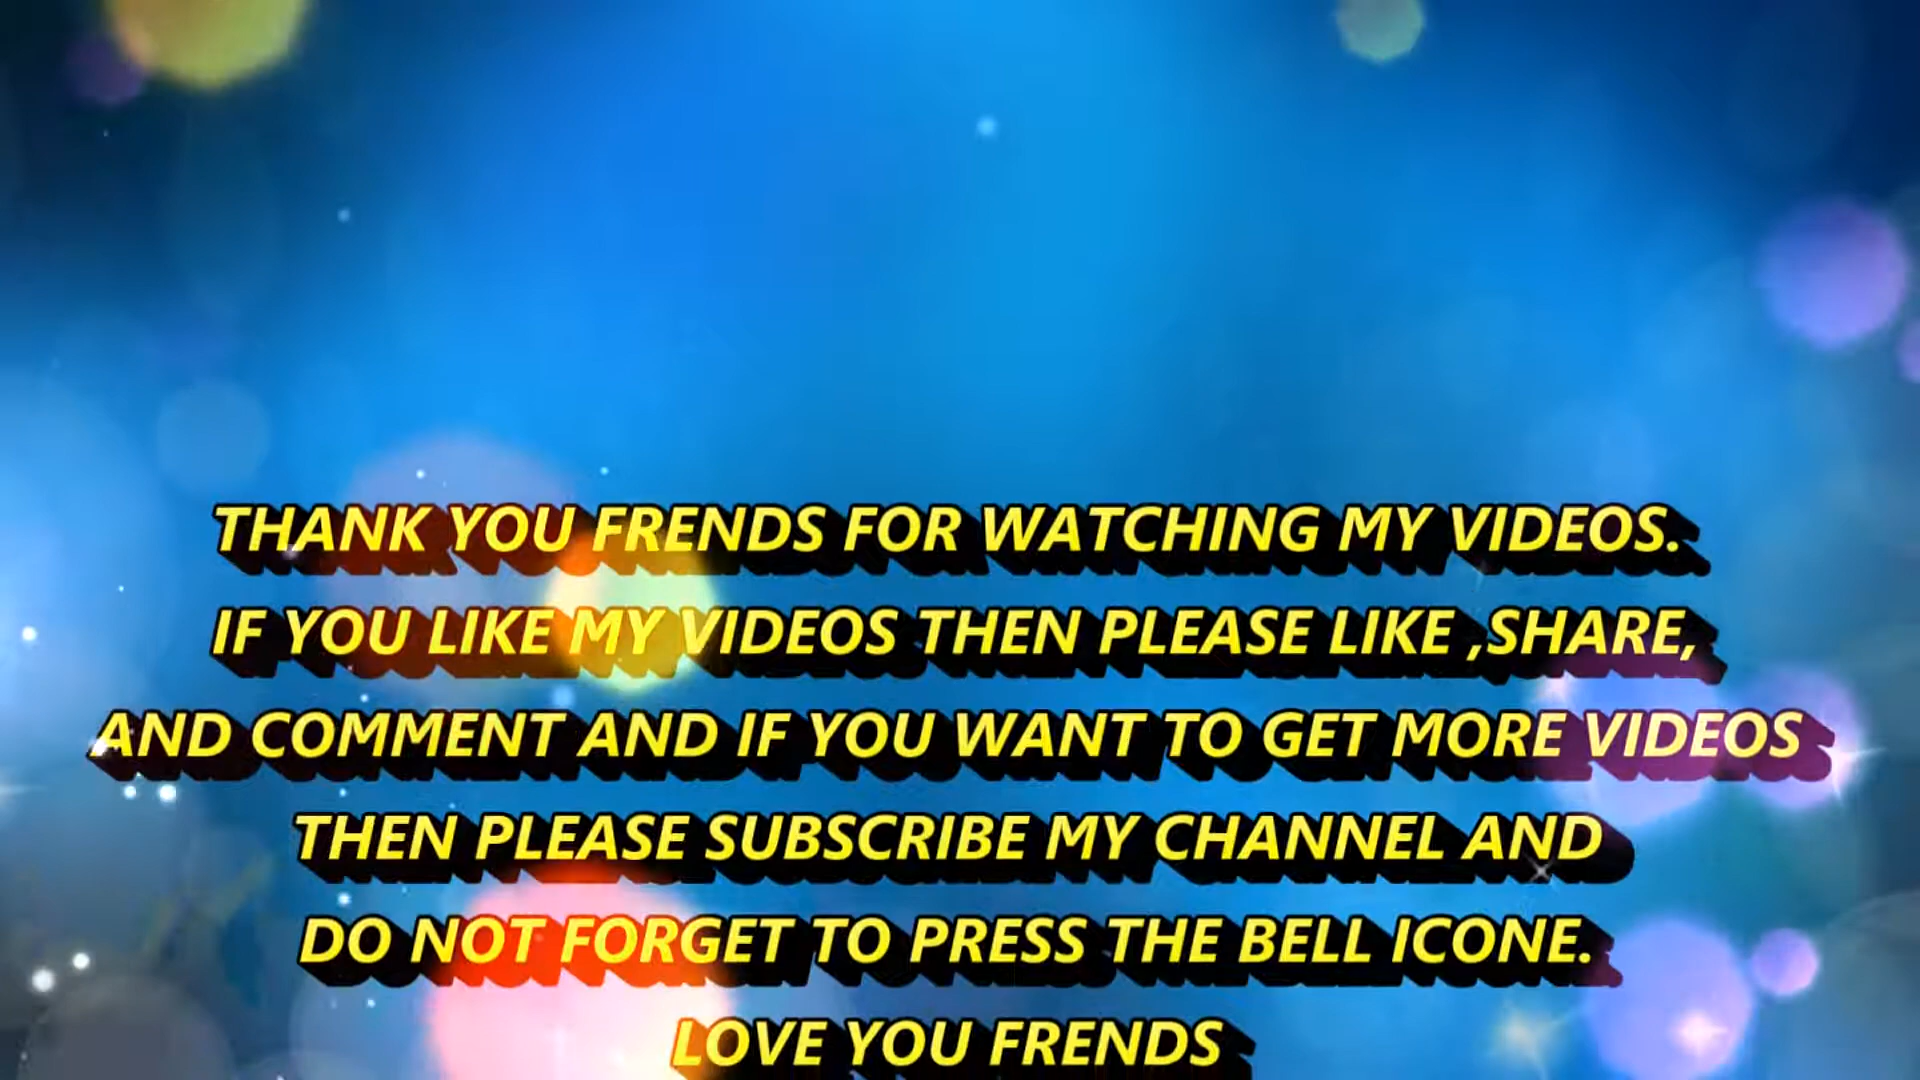 THANK YOU FRENDS FOR WATCHING MY VIDEOS.
IF YOU LIKE MY VIDEOS THEN PLEASE LIKE ,SHARE,
AND COMMENT AND IF YOU WANT TO GET MORE VIDEOS
THEN PLEASE SUBSCRIBE MY CHANNEL AND
DO NOT FORGET TO PRESS THE BELL ICONE.
LOVE YOU FRENDS